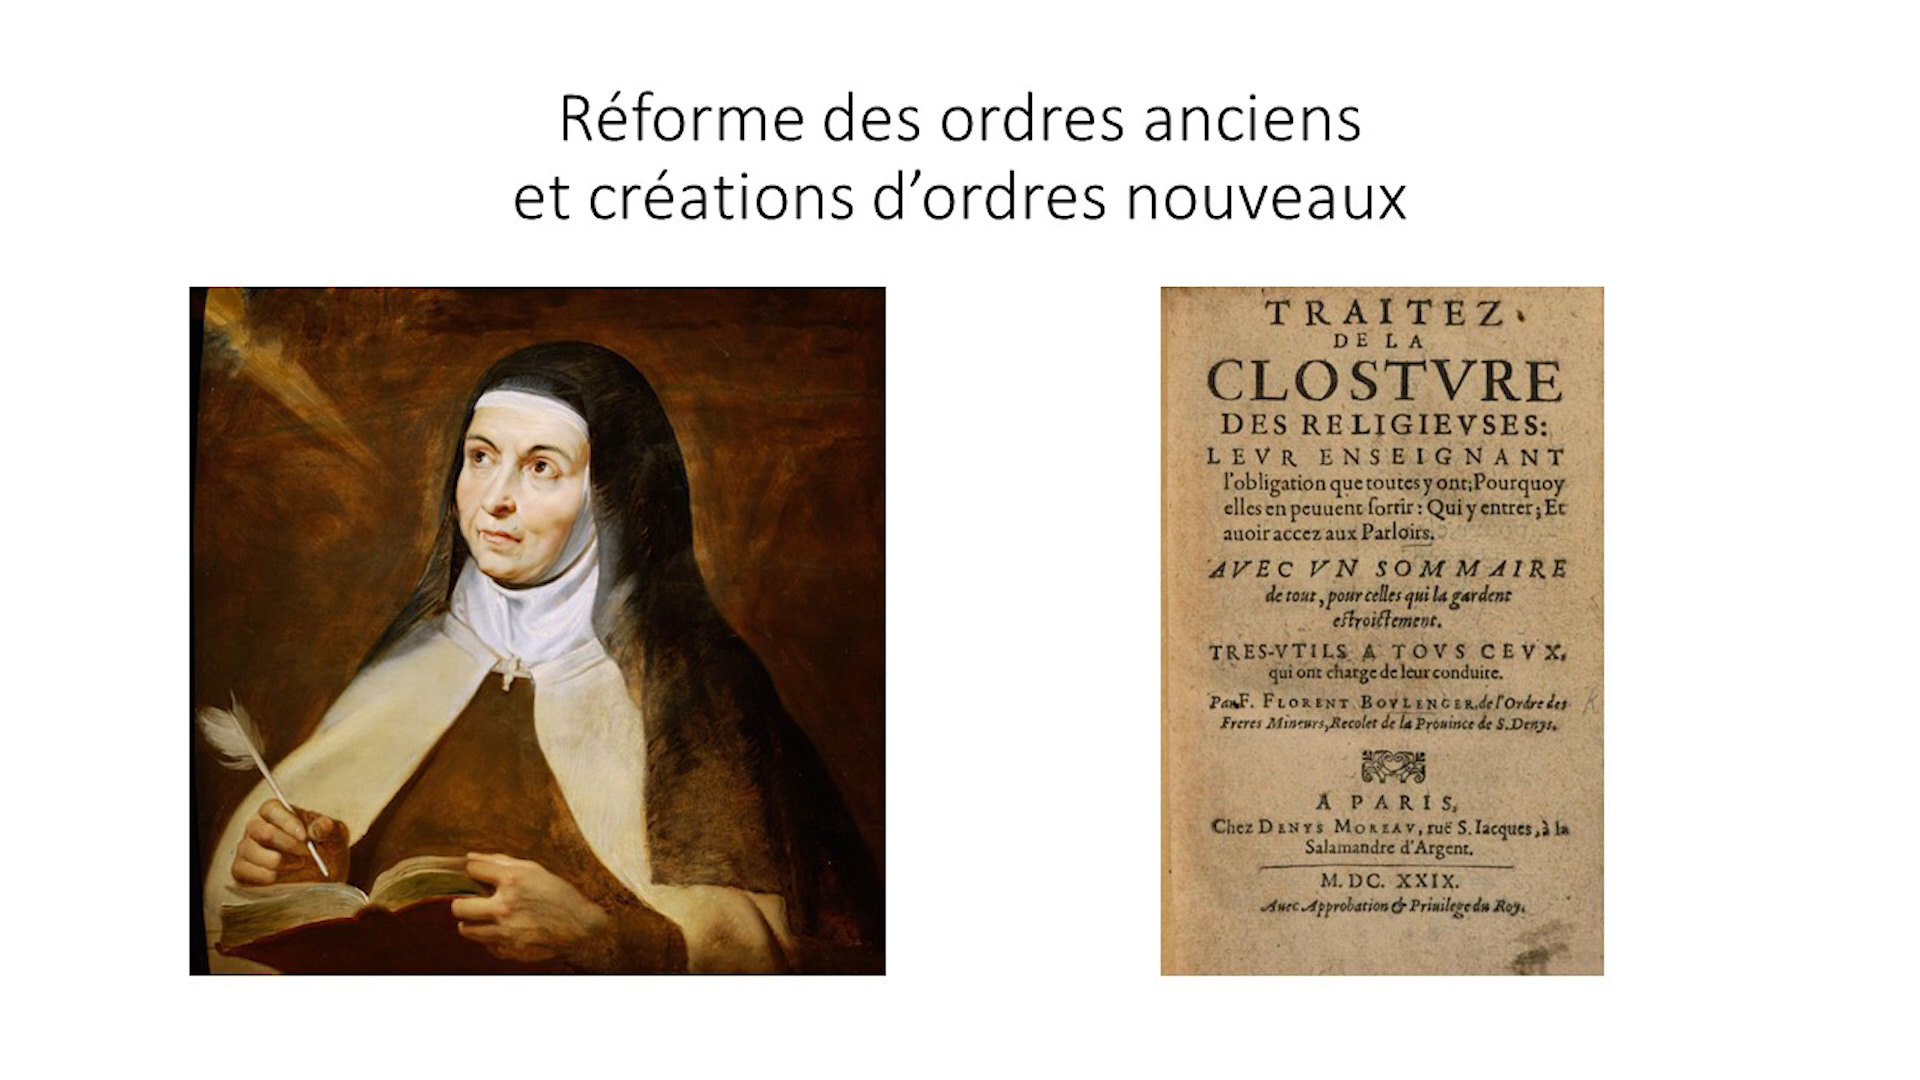 Réforme des ordres anciens
et créations d’ordres nouveaux
TRAITEZ
DE LA
CLOSTVRE
DES RELIGIEVSES:
LEVR ENSEIGNANT
l'obligation que toutes y ont; Pourquoy
elles en peuuent sortir : Qui y entrer; Et
auoir accez aux Parloirs.
AVEC VN SOMMAIRE
de tout, pour celles qui la gardent
estroictement.
TRES-VTILS A TOVS CEVX,
qui ont charge de leur conduite.
Par F. FLORENT BOVLENGER, de l'Ordre des
Freres Mineurs, Recolet de la Prouince de S. Denys.
A PARIS,
Chez DENYS MOREAV, ruë S. Iacques, à la
Salamandre d'Argent.
M. DC. XXIX.
Auec Approbation & Priuilege du Roy.